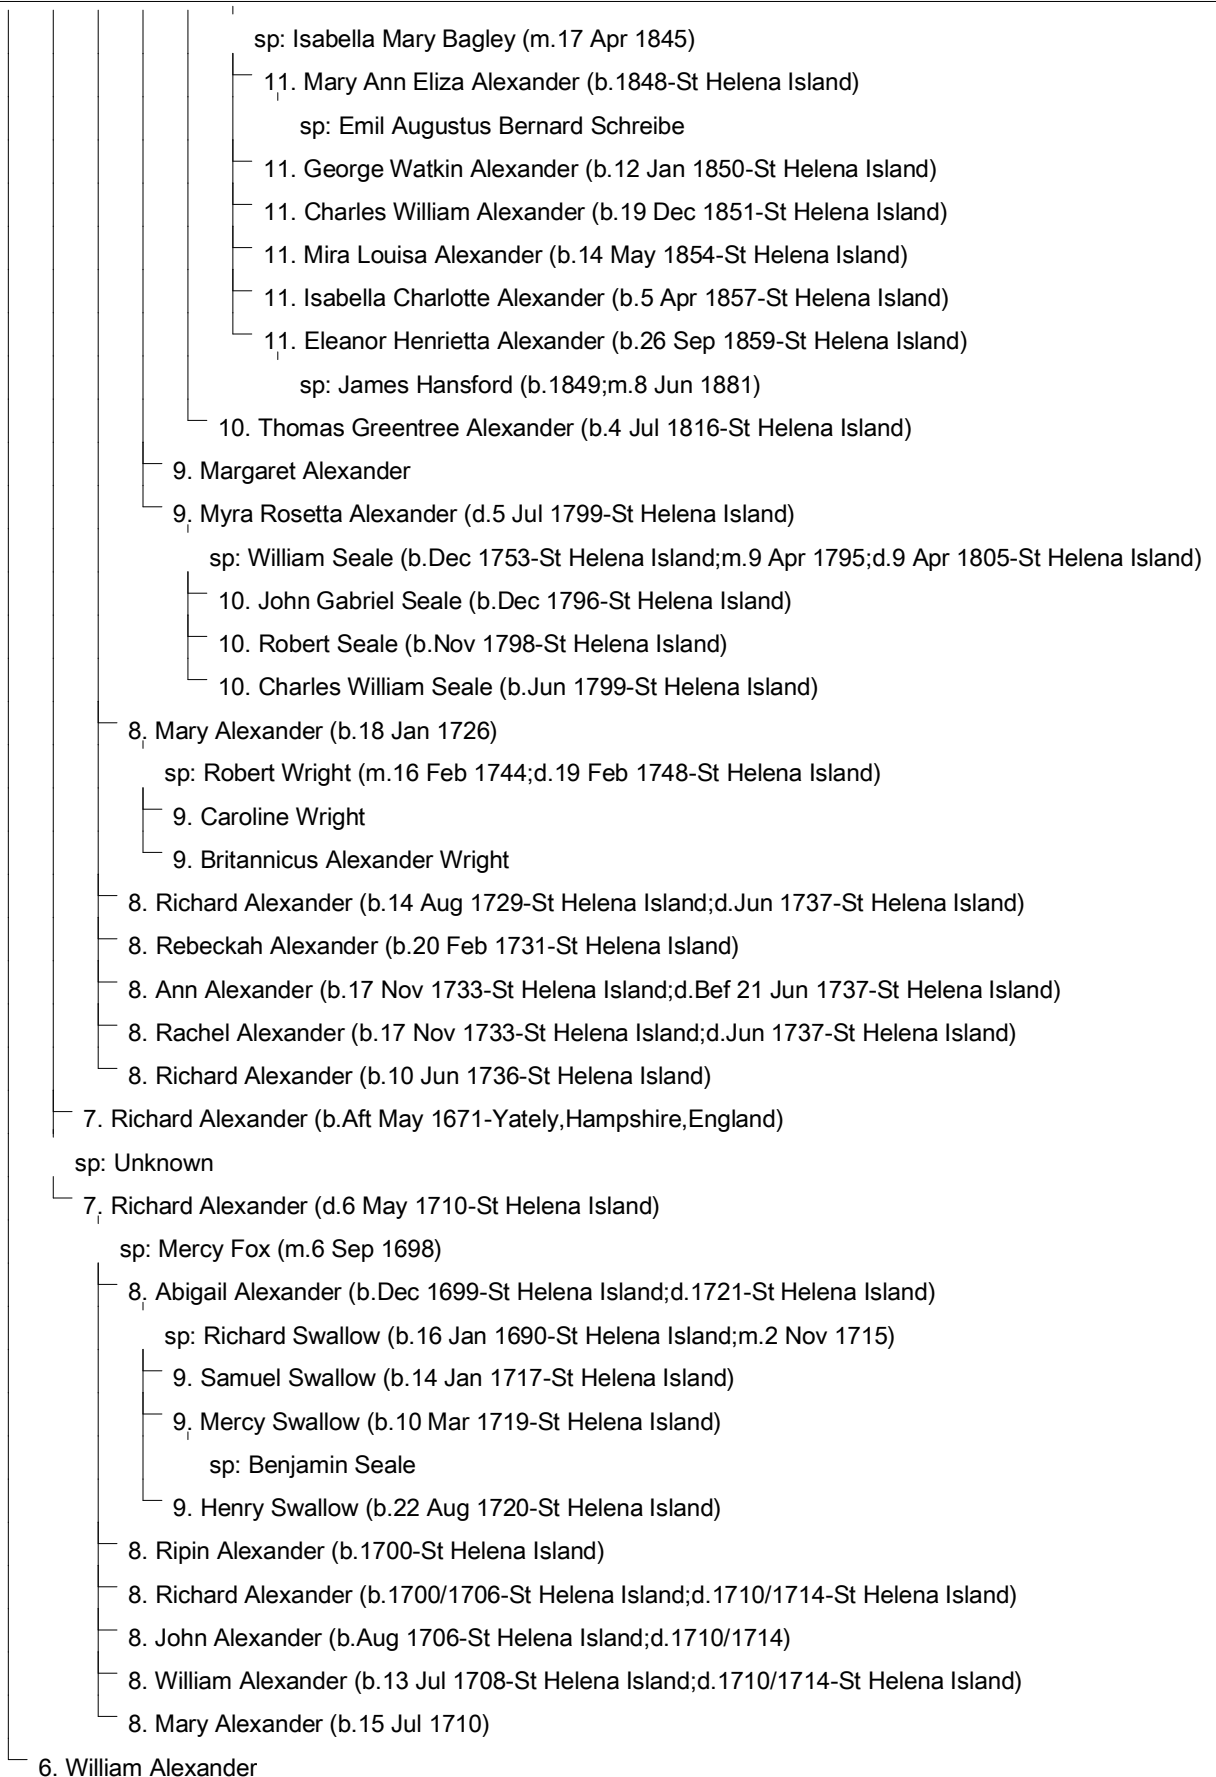 sp: Isabella Mary Bagley (m.17 Apr 1845)
11. Mary Ann Eliza Alexander (b.1848-St Helena Island)
sp: Emil Augustus Bernard Schreibe
11. George Watkin Alexander (b.12 Jan 1850-St Helena Island)
11. Charles William Alexander (b.19 Dec 1851-St Helena Island)
11. Mira Louisa Alexander (b.14 May 1854-St Helena Island)
11. Isabella Charlotte Alexander (b.5 Apr 1857-St Helena Island)
11. Eleanor Henrietta Alexander (b.26 Sep 1859-St Helena Island)
sp: James Hansford (b.1849;m.8 Jun 1881)
10. Thomas Greentree Alexander (b.4 Jul 1816-St Helena Island)
9. Margaret Alexander
9. Myra Rosetta Alexander (d.5 Jul 1799-St Helena Island)
sp: William Seale (b.Dec 1753-St Helena Island;m.9 Apr 1795;d.9 Apr 1805-St Helena Island)
10. John Gabriel Seale (b.Dec 1796-St Helena Island)
10. Robert Seale (b.Nov 1798-St Helena Island)
10. Charles William Seale (b.Jun 1799-St Helena Island)
8. Mary Alexander (b.18 Jan 1726)
sp: Robert Wright (m.16 Feb 1744;d.19 Feb 1748-St Helena Island)
9. Caroline Wright
9. Britannicus Alexander Wright
8. Richard Alexander (b.14 Aug 1729-St Helena Island;d.Jun 1737-St Helena Island)
8. Rebeckah Alexander (b.20 Feb 1731-St Helena Island)
8. Ann Alexander (b.17 Nov 1733-St Helena Island;d.Bef 21 Jun 1737-St Helena Island)
8. Rachel Alexander (b.17 Nov 1733-St Helena Island;d.Jun 1737-St Helena Island)
8. Richard Alexander (b.10 Jun 1736-St Helena Island)
7. Richard Alexander (b.Aft May 1671-Yately,Hampshire,England)
sp: Unknown
7. Richard Alexander (d.6 May 1710-St Helena Island)
sp: Mercy Fox (m.6 Sep 1698)
8. Abigail Alexander (b.Dec 1699-St Helena Island;d.1721-St Helena Island)
sp: Richard Swallow (b.16 Jan 1690-St Helena Island;m.2 Nov 1715)
9. Samuel Swallow (b.14 Jan 1717-St Helena Island)
9. Mercy Swallow (b.10 Mar 1719-St Helena Island)
sp: Benjamin Seale
9. Henry Swallow (b.22 Aug 1720-St Helena Island)
8. Ripin Alexander (b.1700-St Helena Island)
8. Richard Alexander (b.1700/1706-St Helena Island;d.1710/1714-St Helena Island)
8. John Alexander (b.Aug 1706-St Helena Island;d.1710/1714)
8. William Alexander (b.13 Jul 1708-St Helena Island;d.1710/1714-St Helena Island)
8. Mary Alexander (b.15 Jul 1710)
6. William Alexander